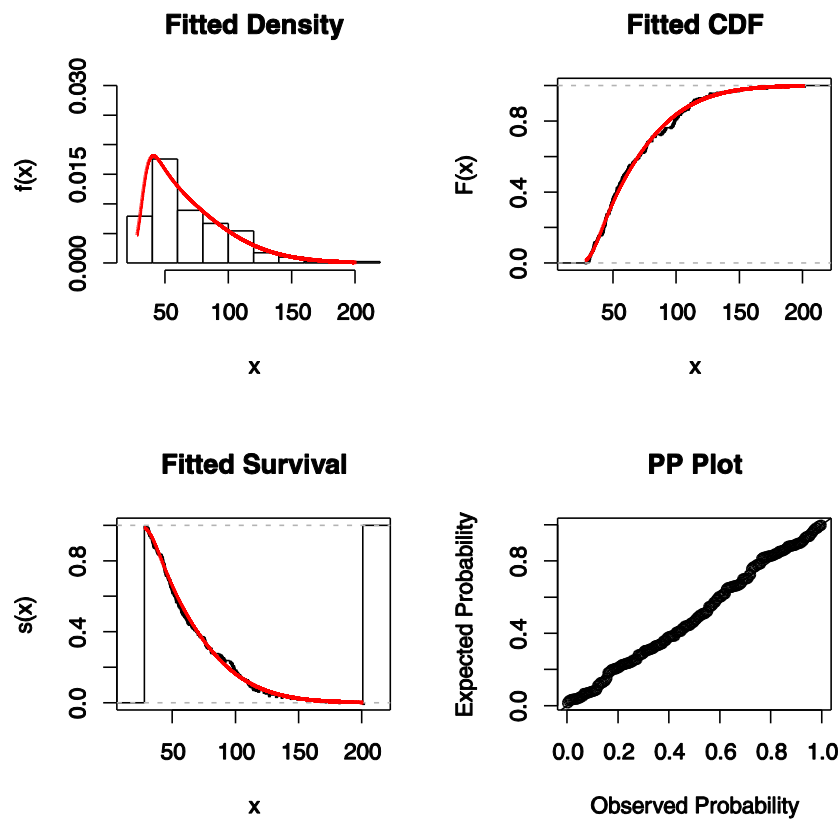 Fitted Density
f(x)
0.000 0.015 0.030
50 100 150 200
x
Fitted CDF
F(x)
0.0 0.4 0.8
50 100 150 200
x
Fitted Survival
s(x)
0.0 0.4 0.8
50 100 150 200
x
PP Plot
Expected Probability
0.0 0.4 0.8
0.0 0.2 0.4 0.6 0.8 1.0
Observed Probability